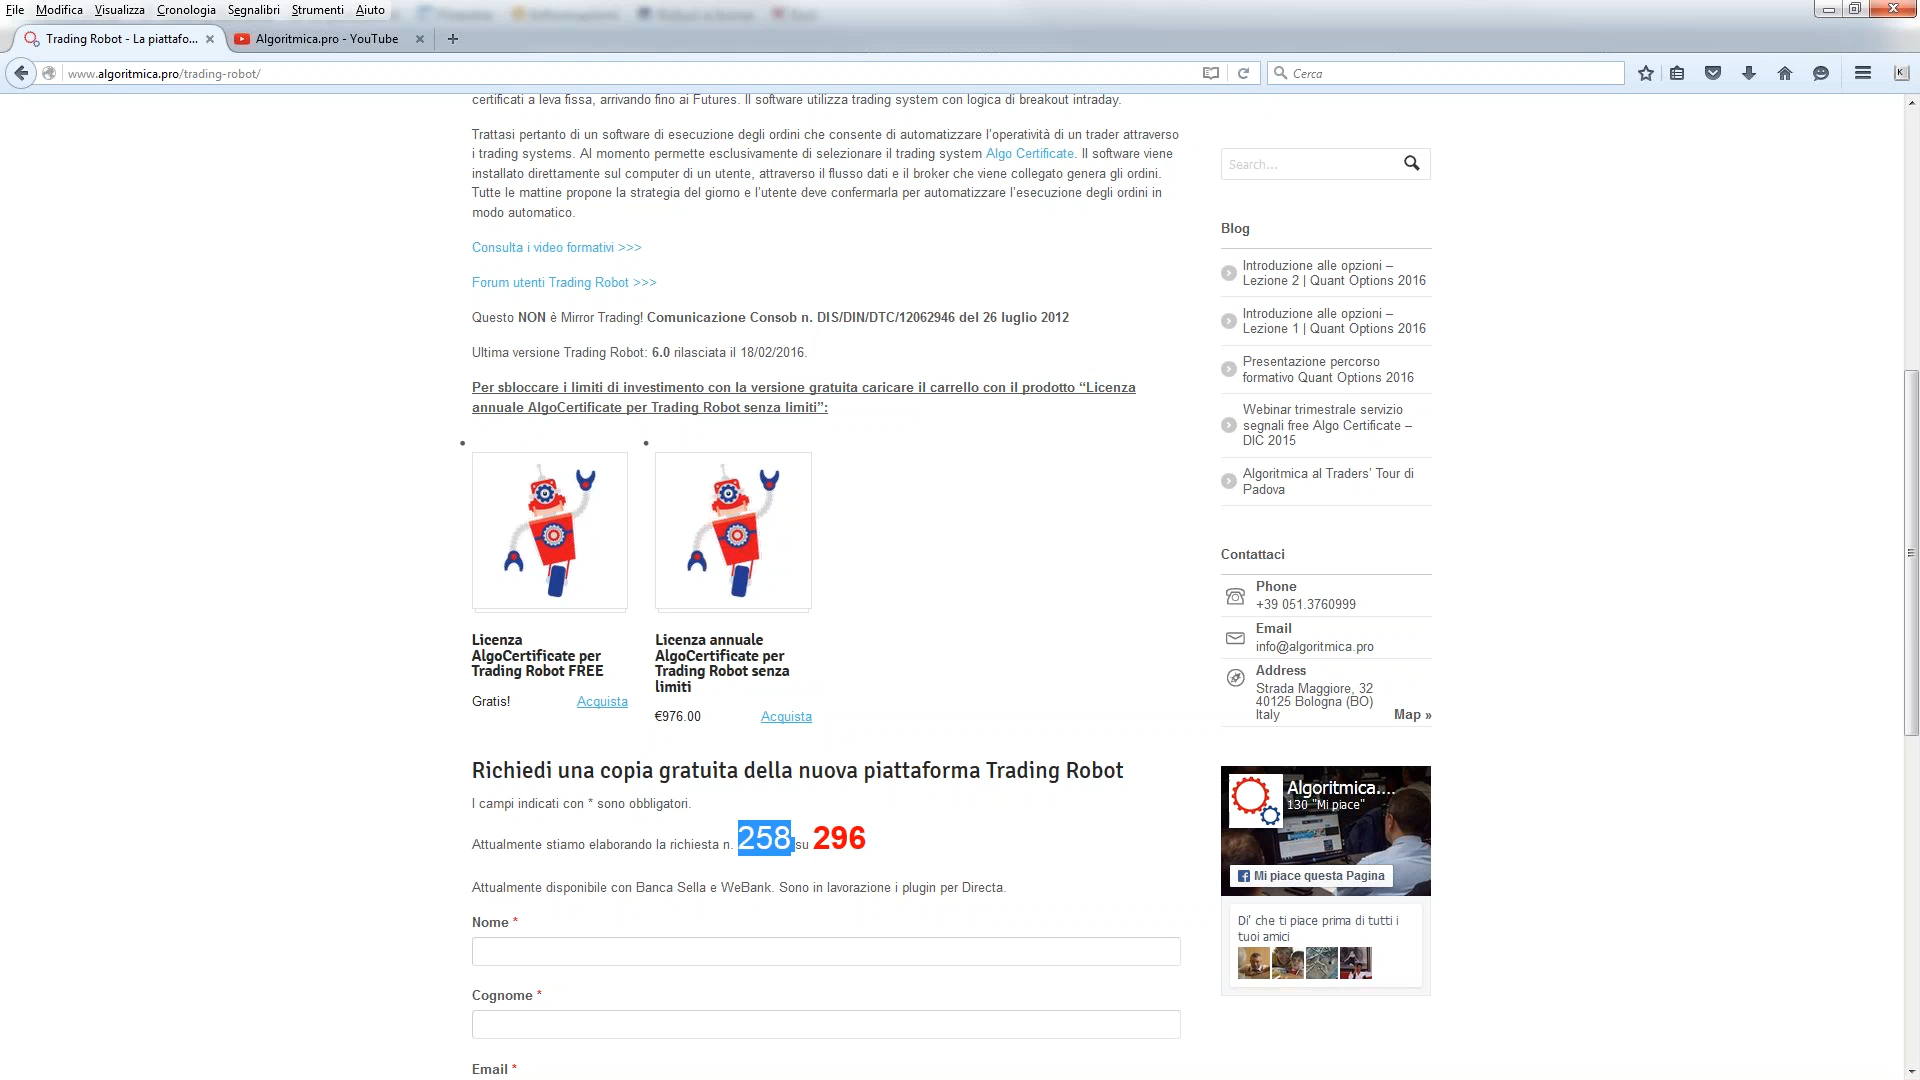 File Modifica Visualizza Cronologia Segnalibri Strumenti Aiuto
Trading Robot - La piattafo...
Algoritmica.pro - YouTube
www.algoritmica.pro/trading-robot/
Cerca
certificati a leva fissa, arrivando fino ai Futures. Il software utilizza trading system con logica di breakout intraday.
Trattasi pertanto di un software di esecuzione degli ordini che consente di automatizzare l'operatività di un trader attraverso
i trading systems. Al momento permette esclusivamente di selezionare il trading system Algo Certificate. Il software viene
installato direttamente sul computer di un utente, attraverso il flusso dati e il broker che viene collegato genera gli ordini.
Tutte le mattine propone la strategia del giorno e l'utente deve confermarla per automatizzare l'esecuzione degli ordini in
modo automatico.
Consulta i video formativi >>>
Forum utenti Trading Robot >>>
Questo NON è Mirror Trading! Comunicazione Consob n. DIS/DIN/DTC/12062946 del 26 luglio 2012
Ultima versione Trading Robot: 6.0 rilasciata il 18/02/2016.
Per sbloccare i limiti di investimento con la versione gratuita caricare il carrello con il prodotto “Licenza
annuale AlgoCertificate per Trading Robot senza limiti”:
Licenza
AlgoCertificate per
Trading Robot FREE
Gratis! Acquista
Licenza annuale
AlgoCertificate per
Trading Robot senza
limiti
€976.00 Acquista
Richiedi una copia gratuita della nuova piattaforma Trading Robot
I campi indicati con * sono obbligatori.
Attualmente stiamo elaborando la richiesta n. 258 su 296
Attualmente disponibile con Banca Sella e WeBank. Sono in lavorazione i plugin per Directa.
Nome *
Cognome *
Email *
Search...
Blog
Introduzione alle opzioni –
Lezione 2 | Quant Options 2016
Introduzione alle opzioni –
Lezione 1 | Quant Options 2016
Presentazione percorso
formativo Quant Options 2016
Webinar trimestrale servizio
segnali free Algo Certificate –
DIC 2015
Algoritmica al Traders' Tour di
Padova
Contattaci
Phone
+39 051.3760999
Email
info@algoritmica.pro
Address
Strada Maggiore, 32
40125 Bologna (BO)
Italy Map »
Algoritmica....
130 "Mi piace"
Mi piace questa Pagina
Di' che ti piace prima di tutti i
tuoi amici